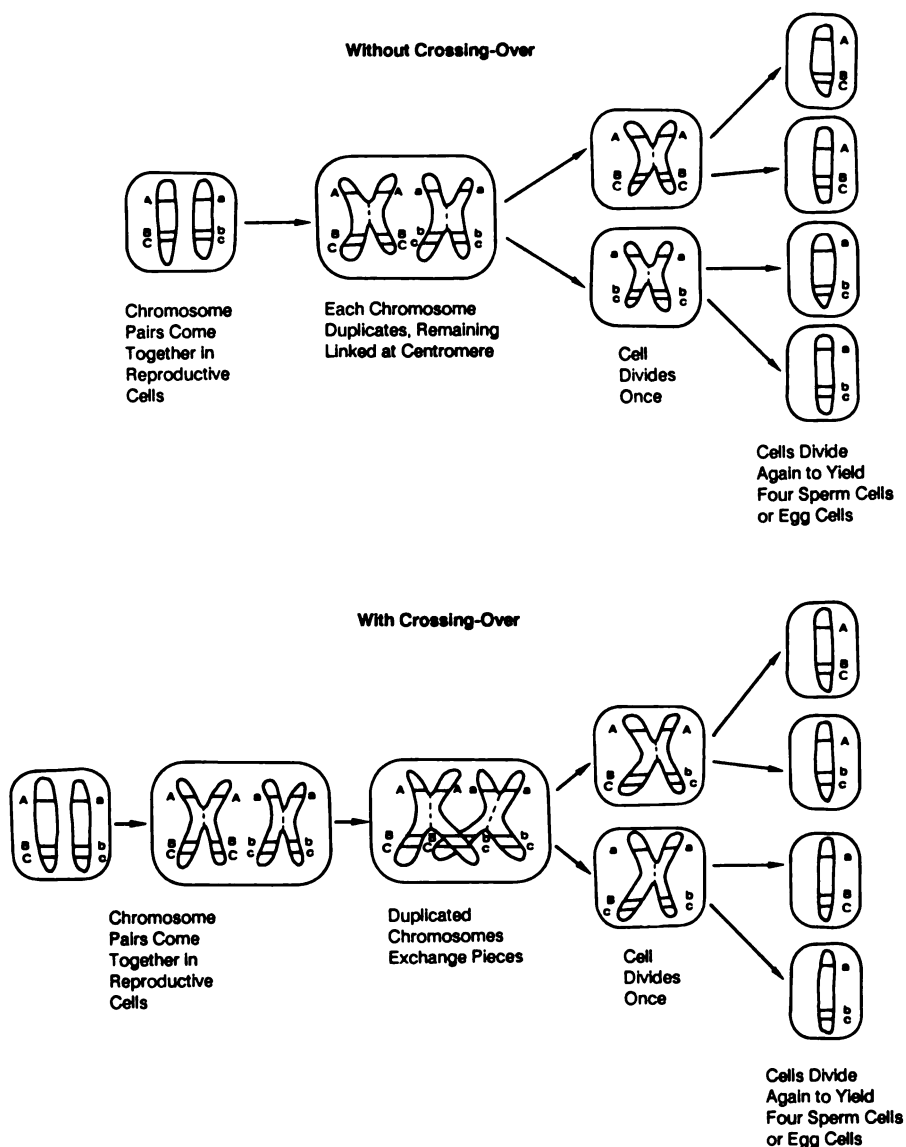 Without Crossing-Over
A
B
C
a
b
c
A
B
C
A
B
C
a
b
c
a
b
c
A
B
C
A
B
C
a
b
c
a
b
c
A
B
C
A
B
C
a
b
c
a
b
c
Chromosome
Pairs Come
Together in
Reproductive
Cells
Each Chromosome
Duplicates, Remaining
Linked at Centromere
Cell
Divides
Once
Cells Divide
Again to Yield
Four Sperm Cells
or Egg Cells
With Crossing-Over
A
B
C
a
b
c
A
B
C
A
B
C
a
b
c
a
b
c
A
B
C
A
B
C
a
b
c
a
b
c
A
B
C
A
b
c
a
B
c
a
b
c
A
B
C
A
b
c
a
B
C
a
b
c
Chromosome
Pairs Come
Together in
Reproductive
Cells
Duplicated
Chromosomes
Exchange Pieces
Cell
Divides
Once
Cells Divide
Again to Yield
Four Sperm Cells
or Egg Cells